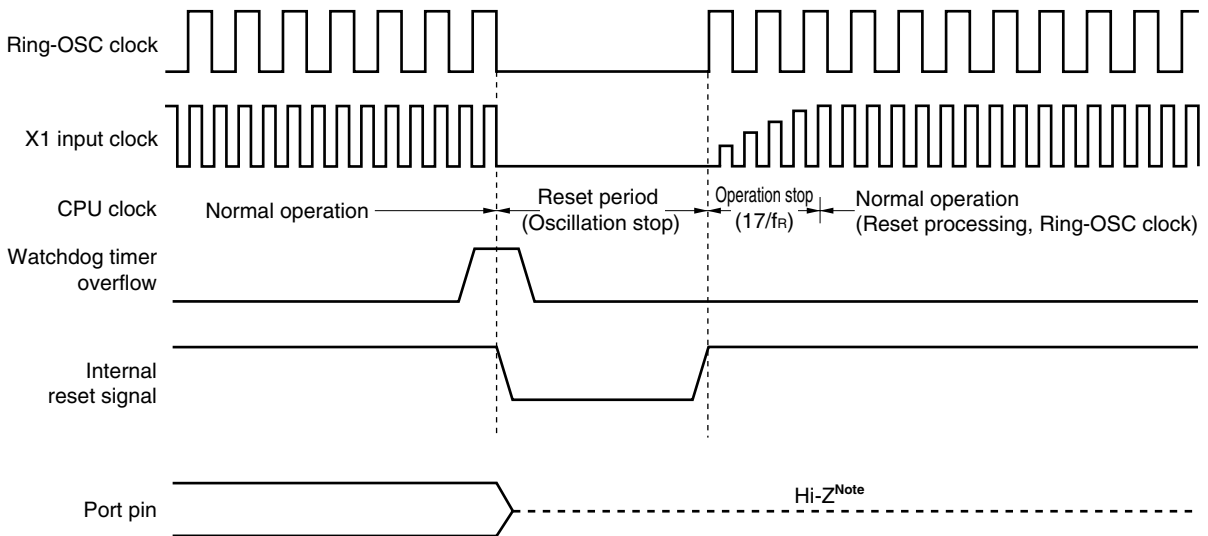 Ring-OSC clock
X1 input clock
CPU clock
Normal operation
Reset period
(Oscillation stop)
Operation stop
(17/fR)
Normal operation
(Reset processing, Ring-OSC clock)
Watchdog timer
overflow
Internal
reset signal
Port pin
Hi-ZNote